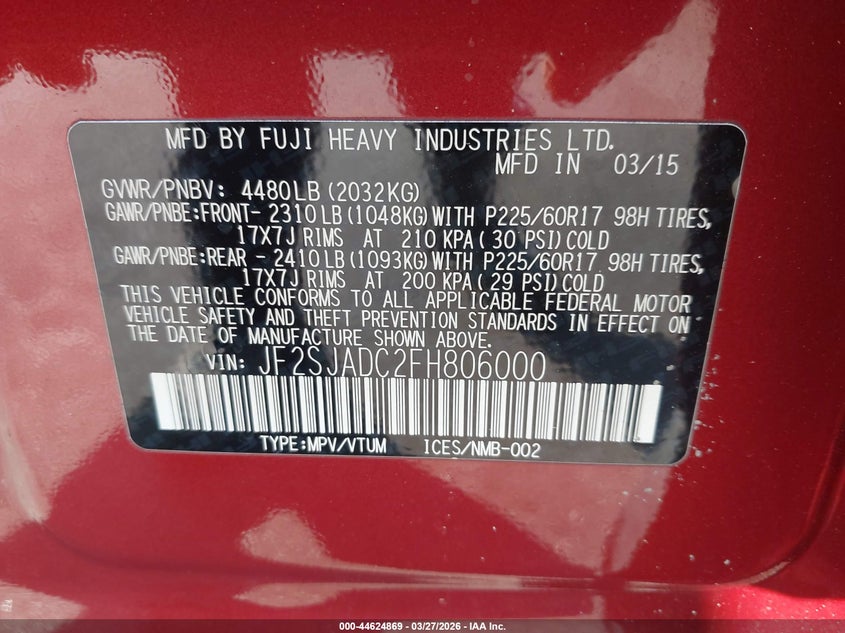 MFD BY FUJI HEAVY INDUSTRIES LTD.
MFD IN 03/15
GVWR/PNBV: 4480LB (2032KG)
GAWR/PNBE:FRONT- 2310LB (1048KG) WITH P225/60R17 98H TIRES,
17X7J RIMS AT 210 KPA (30 PSI) COLD
GAWR/PNBE:REAR - 2410LB (1093KG) WITH P225/60R17 98H TIRES,
17X7J RIMS AT 200 KPA (29 PSI) COLD
THIS VEHICLE CONFORMS TO ALL APPLICABLE FEDERAL MOTOR
VEHICLE SAFETY AND THEFT PREVENTION STANDARDS IN EFFECT ON
THE DATE OF MANUFACTURE SHOWN ABOVE.
VIN: JF2SJADC2FH806000
TYPE:MPV/VTUM ICES/NMB-002
000-44624869 — 03/27/2026 — IAA Inc.